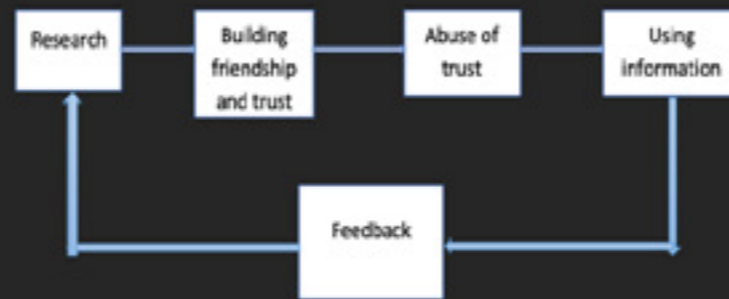 Research
Building
friendship
and trust
Abuse of
trust
Using
information
Feedback